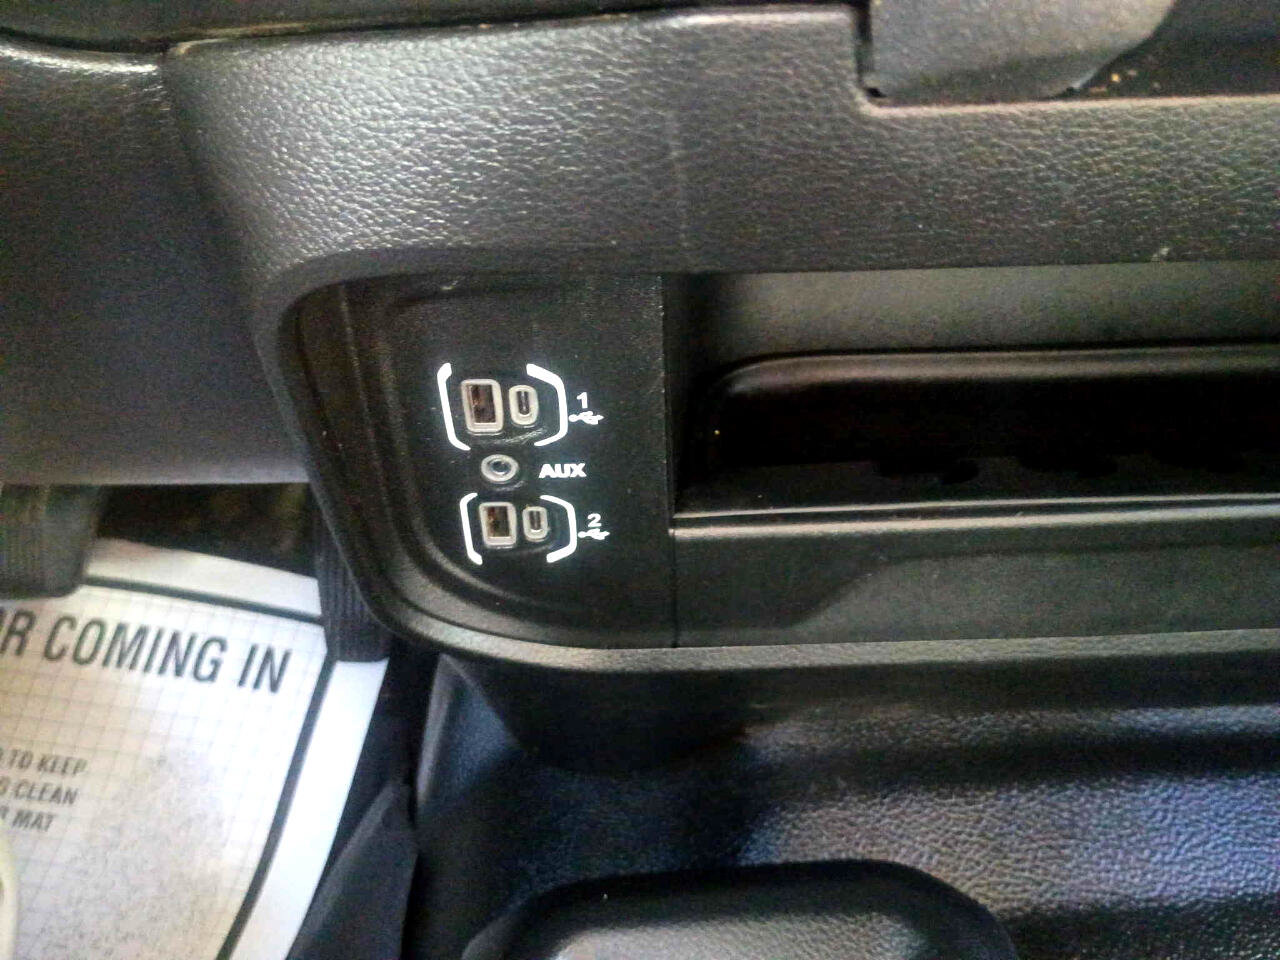 1
AUX
2
COMING IN
TO KEEP
CLEAN
MAT